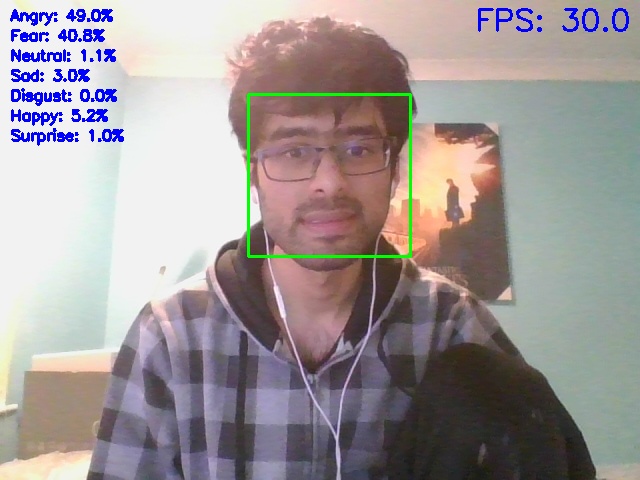 Angry: 49.0%
FPS: 30.0
Fear: 40.8%
Neutral: 1.1%
Sad: 3.0%
Disgust: 0.0%
Happy: 5.2%
Surprise: 1.0%